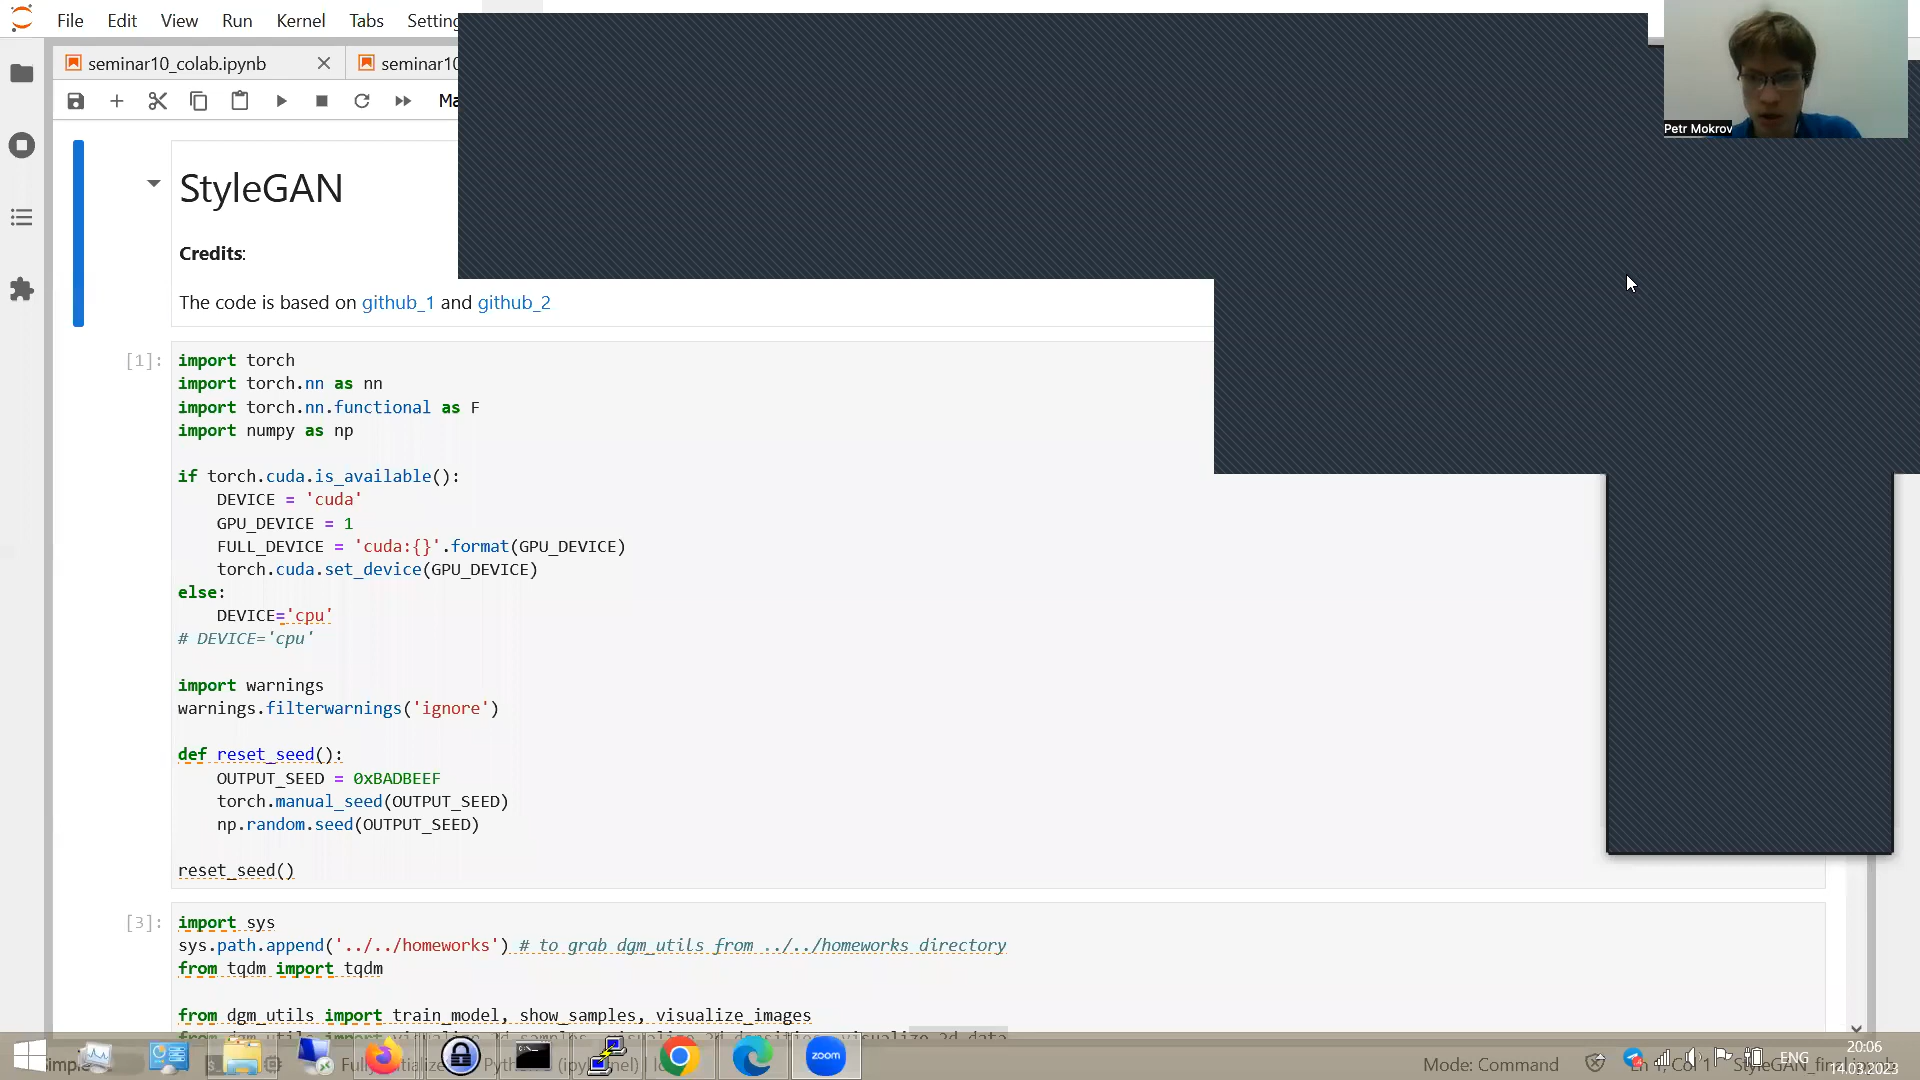 File Edit View Run Kernel Tabs
seminar10_colab.ipynb
StyleGAN
Credits:
The code is based on github_1 and github_2
[1]:
import torch
import torch.nn as nn
import torch.nn.functional as F
import numpy as np
if torch.cuda.is_available():
DEVICE = 'cuda'
GPU_DEVICE = 1
FULL_DEVICE = 'cuda:{}'.format(GPU_DEVICE)
torch.cuda.set_device(GPU_DEVICE)
else:
DEVICE='cpu'
# DEVICE='cpu'
import warnings
warnings.filterwarnings('ignore')
def reset_seed():
OUTPUT_SEED = 0xBADBEEF
torch.manual_seed(OUTPUT_SEED)
np.random.seed(OUTPUT_SEED)
reset_seed()
[3]:
import sys
sys.path.append('../../homeworks') # to grab dgm_utils from ../../homeworks directory
from tqdm import tqdm
from dgm_utils import train_model, show_samples, visualize_images
Petr Mokrov
zoom
Mode: Command
ENG
20:06
14.03.2023